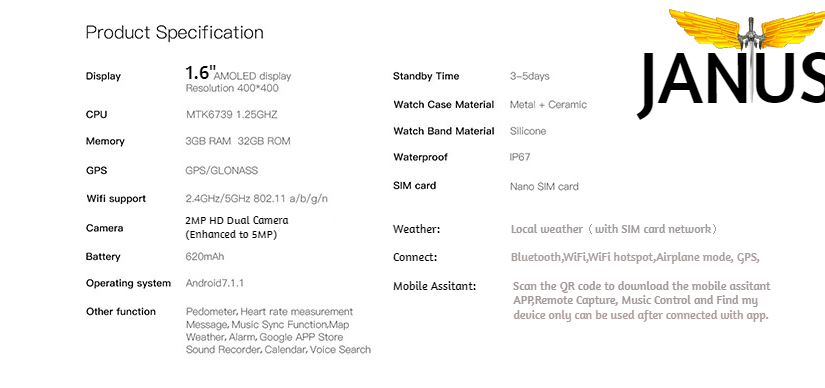 Product Specification
JANUS
Display 1.6"AMOLED display
Resolution 400*400
CPU MTK6739 1.25GHZ
Memory 3GB RAM 32GB ROM
GPS GPS/GLONASS
Wifi support 2.4GHz/5GHz 802.11 a/b/g/n
Camera 2MP HD Dual Camera
(Enhanced to 5MP)
Battery 620mAh
Operating system Android7.1.1
Other function Pedometer, Heart rate measurement
Message, Music Sync Function,Map
Weather, Alarm, Google APP Store
Sound Recorder, Calendar, Voice Search
Standby Time 3-5days
Watch Case Material Metal + Ceramic
Watch Band Material Silicone
Waterproof IP67
SIM card Nano SIM card
Weather: Local weather（with SIM card network）
Connect: Bluetooth,WiFi,WiFi hotspot,Airplane mode, GPS,
Mobile Assitant: Scan the QR code to download the mobile assitant
APP,Remote Capture, Music Control and Find my
device only can be used after connected with app.